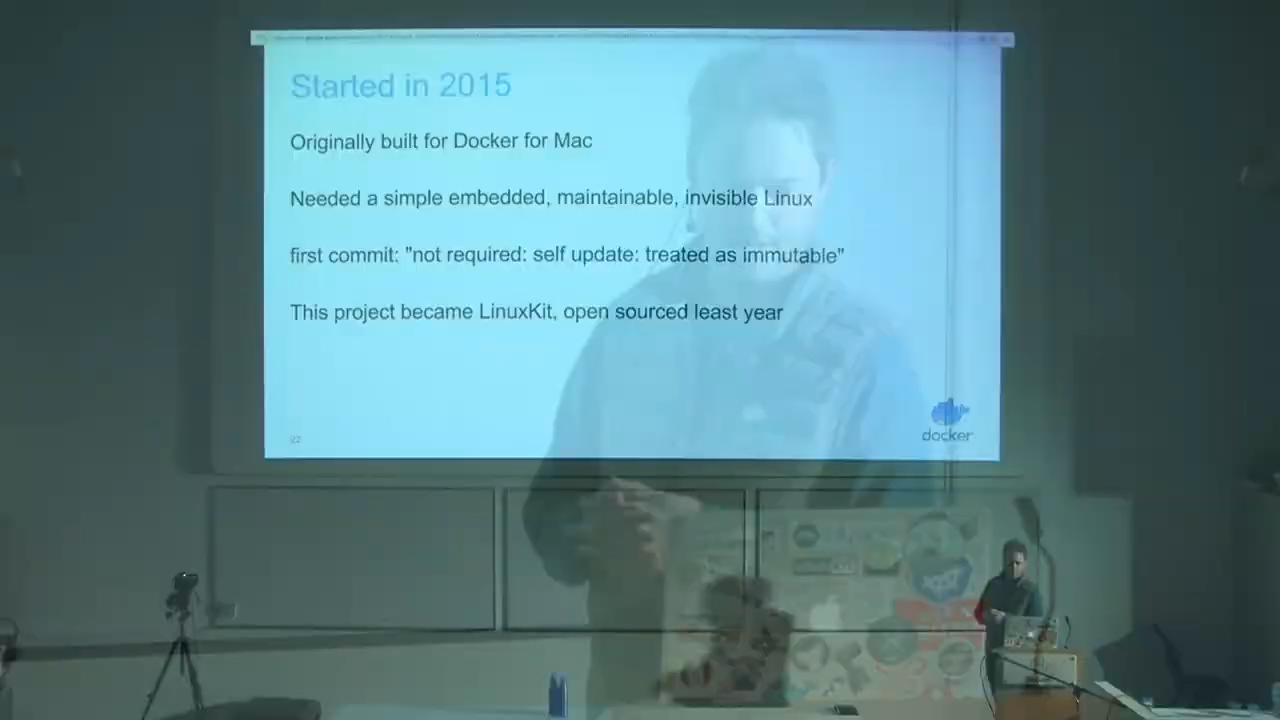 Started in 2015
Originally built for Docker for Mac
Needed a simple embedded, maintainable, invisible Linux
first commit: "not required: self update: treated as immutable"
This project became LinuxKit, open sourced least year
22
docker